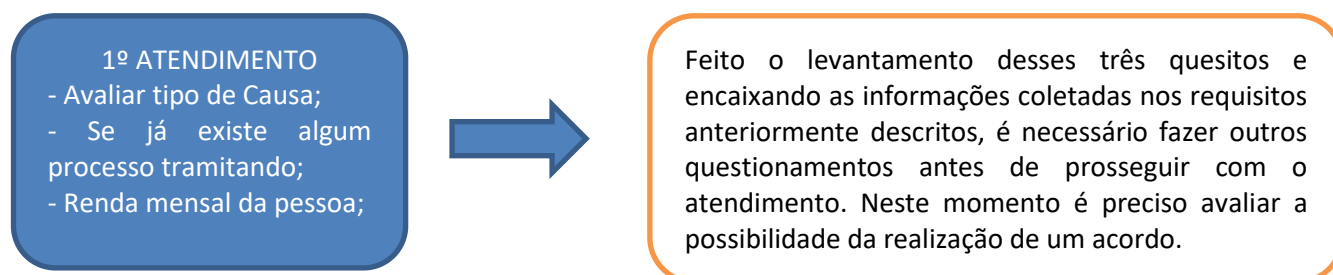 1º ATENDIMENTO
- Avaliar tipo de Causa;
- Se já existe algum
processo tramitando;
- Renda mensal da pessoa;
Feito o levantamento desses três quesitos e
encaixando as informações coletadas nos requisitos
anteriormente descritos, é necessário fazer outros
questionamentos antes de prosseguir com o
atendimento. Neste momento é preciso avaliar a
possibilidade da realização de um acordo.